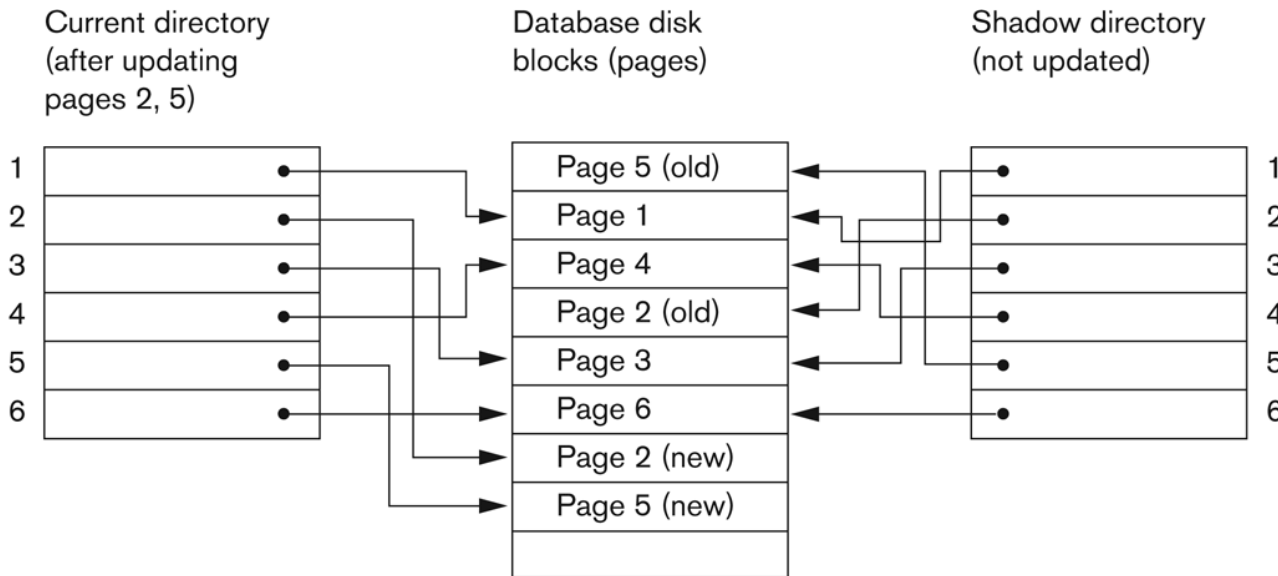 Current directory
(after updating
pages 2, 5)
Database disk
blocks (pages)
Shadow directory
(not updated)
1
2
3
4
5
6
Page 5 (old)
Page 1
Page 4
Page 2 (old)
Page 3
Page 6
Page 2 (new)
Page 5 (new)
1
2
3
4
5
6